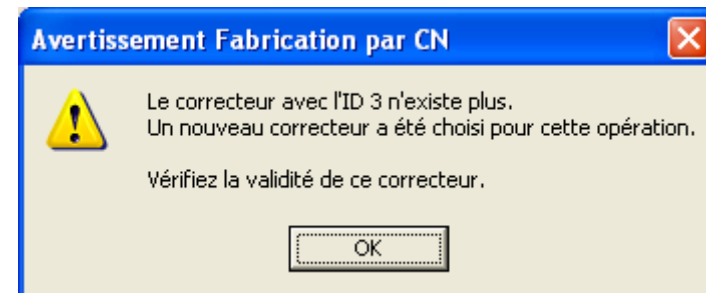 Avertissement Fabrication par CN
Le correcteur avec l'ID 3 n'existe plus.
Un nouveau correcteur a été choisi pour cette opération.
Vérifiez la validité de ce correcteur.
OK